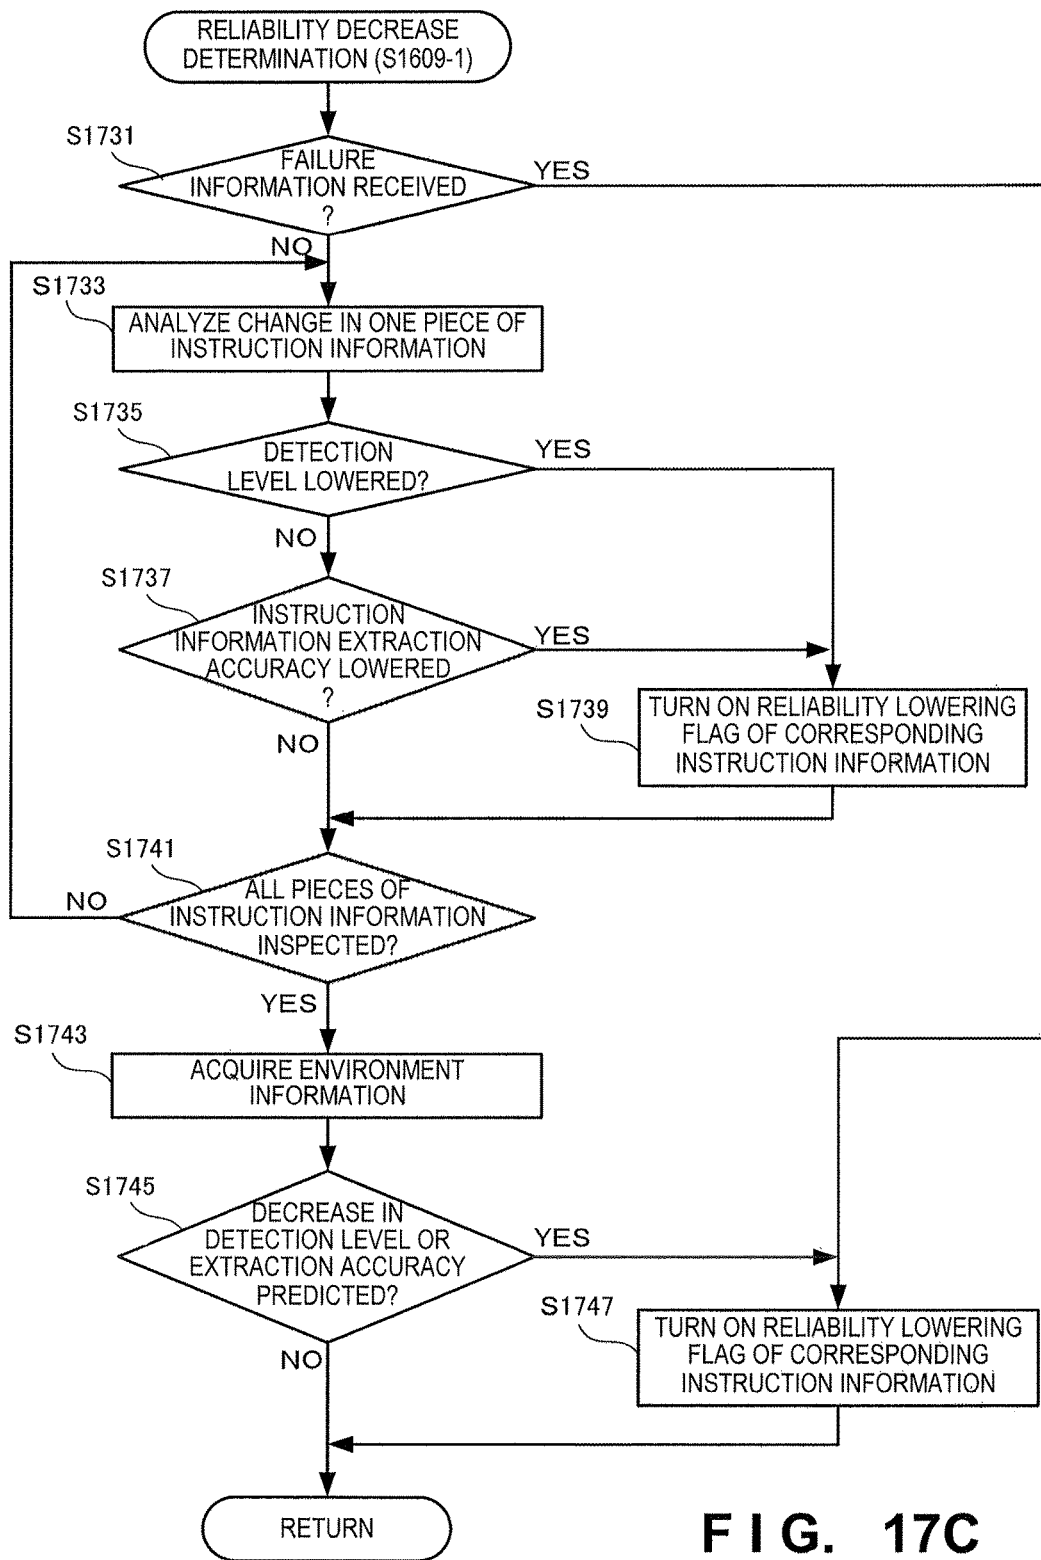 RELIABILITY DECREASE
DETERMINATION (S1609-1)
S1731
FAILURE
INFORMATION RECEIVED
?
YES
NO
S1733
ANALYZE CHANGE IN ONE PIECE OF
INSTRUCTION INFORMATION
S1735
DETECTION
LEVEL LOWERED?
YES
NO
S1737
INSTRUCTION
INFORMATION EXTRACTION
ACCURACY LOWERED
?
YES
NO
S1739
TURN ON RELIABILITY LOWERING
FLAG OF CORRESPONDING
INSTRUCTION INFORMATION
S1741
ALL PIECES OF
INSTRUCTION INFORMATION
INSPECTED?
NO
YES
S1743
ACQUIRE ENVIRONMENT
INFORMATION
S1745
DECREASE IN
DETECTION LEVEL OR
EXTRACTION ACCURACY
PREDICTED?
YES
NO
S1747
TURN ON RELIABILITY LOWERING
FLAG OF CORRESPONDING
INSTRUCTION INFORMATION
RETURN
FIG. 17C